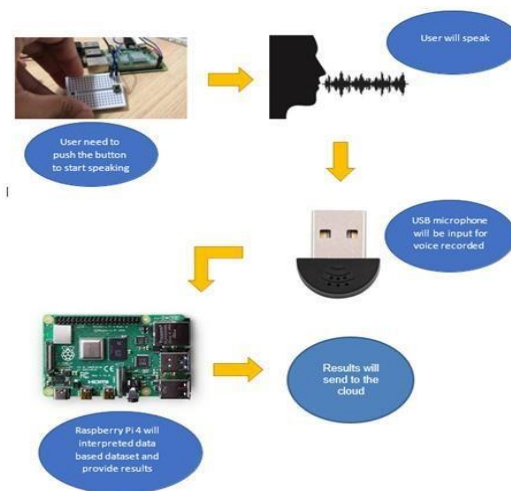 User need to
push the button
to start speaking
User will speak
USB microphone
will be input for
voice recorded
Raspberry Pi 4 will
interpreted data
based dataset and
provide results
Results will
send to the
cloud